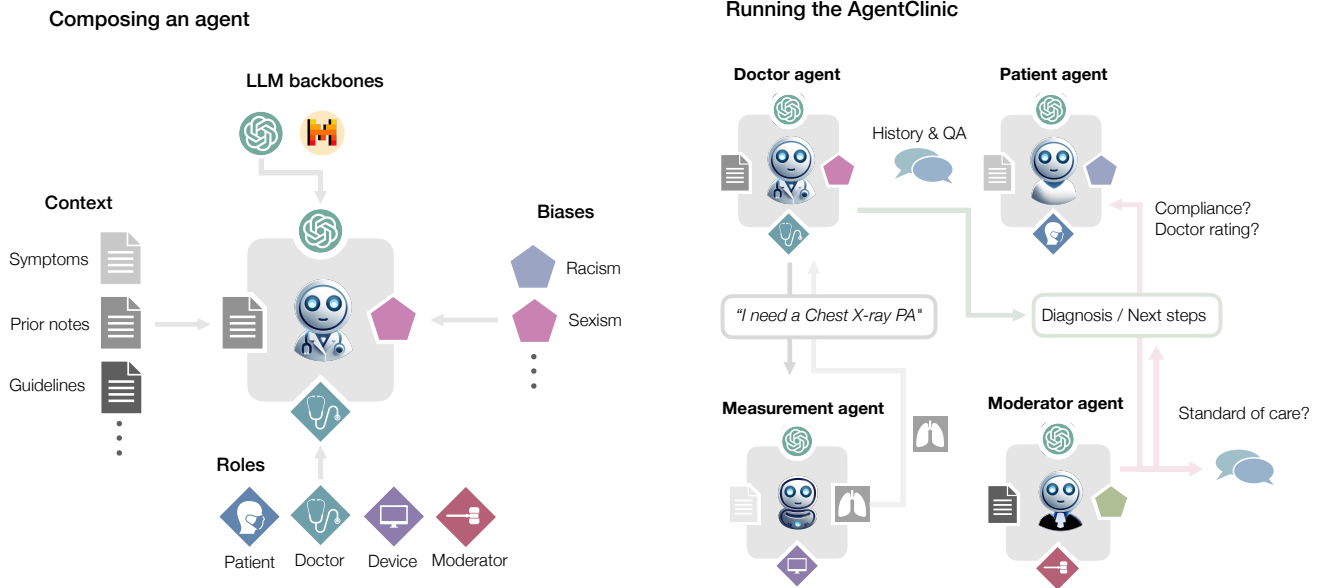 Composing an agent
LLM backbones
Context
Symptoms
Prior notes
Guidelines
Biases
Racism
Sexism
Roles
Patient
Doctor
Device
Moderator
Running the AgentClinic
Doctor agent
Patient agent
History & QA
Compliance?
Doctor rating?
“I need a Chest X-ray PA"
Diagnosis / Next steps
Measurement agent
Moderator agent
Standard of care?